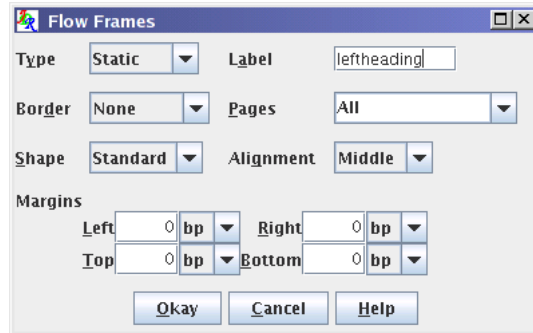 Flow Frames
Type Static Label leftheading
Border None Pages All
Shape Standard Alignment Middle
Margins
Left 0 bp Right 0 bp
Top 0 bp Bottom 0 bp
Okay Cancel Help